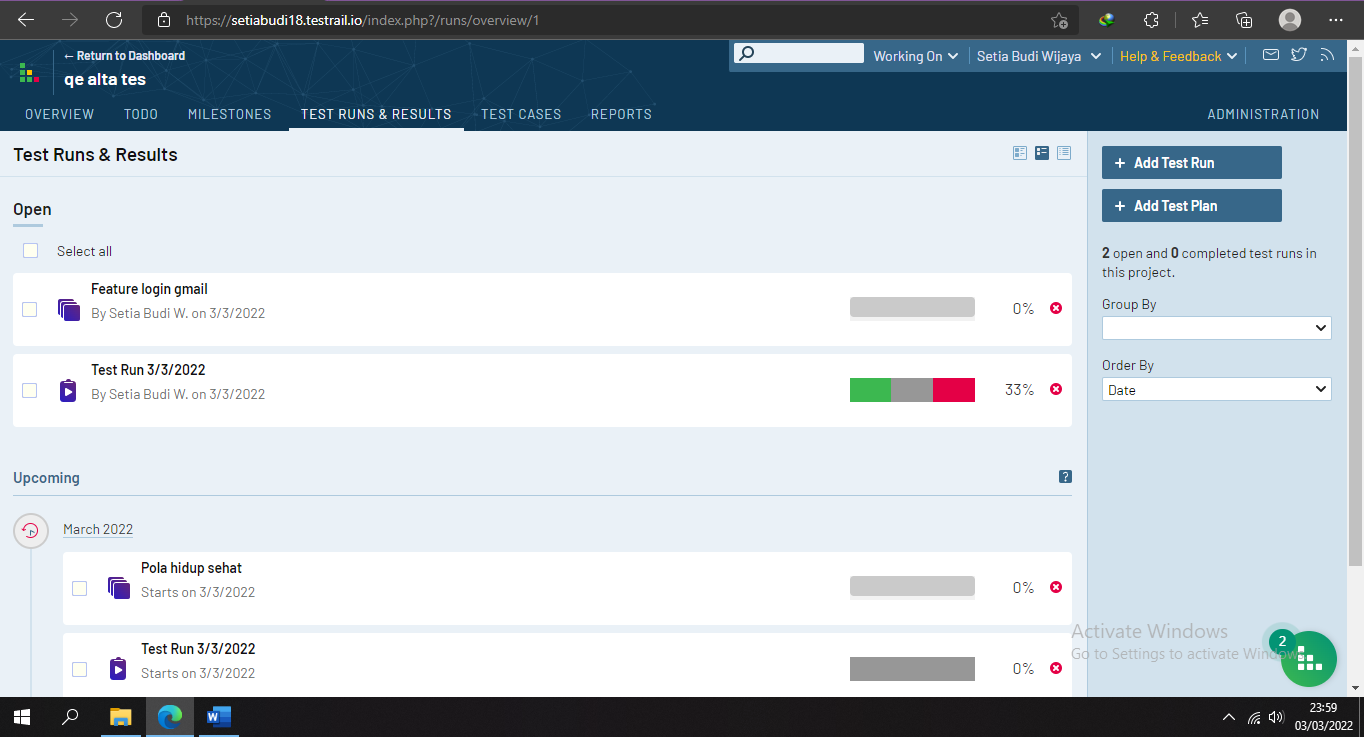 https://setiabudi18.testrail.io/index.php?/runs/overview/1
← Return to Dashboard
qe alta tes
Working On
Setia Budi Wijaya
Help & Feedback
OVERVIEW
TODO
MILESTONES
TEST RUNS & RESULTS
TEST CASES
REPORTS
ADMINISTRATION
Test Runs & Results
+ Add Test Run
+ Add Test Plan
2 open and 0 completed test runs in
this project.
Group By
Order By
Date
Open
Select all
Feature login gmail
By Setia Budi W. on 3/3/2022
0%
Test Run 3/3/2022
By Setia Budi W. on 3/3/2022
33%
Upcoming
?
March 2022
Pola hidup sehat
Starts on 3/3/2022
0%
Test Run 3/3/2022
Starts on 3/3/2022
0%
Activate Windows
Go to Settings to activate Windows.
2
23:59
03/03/2022